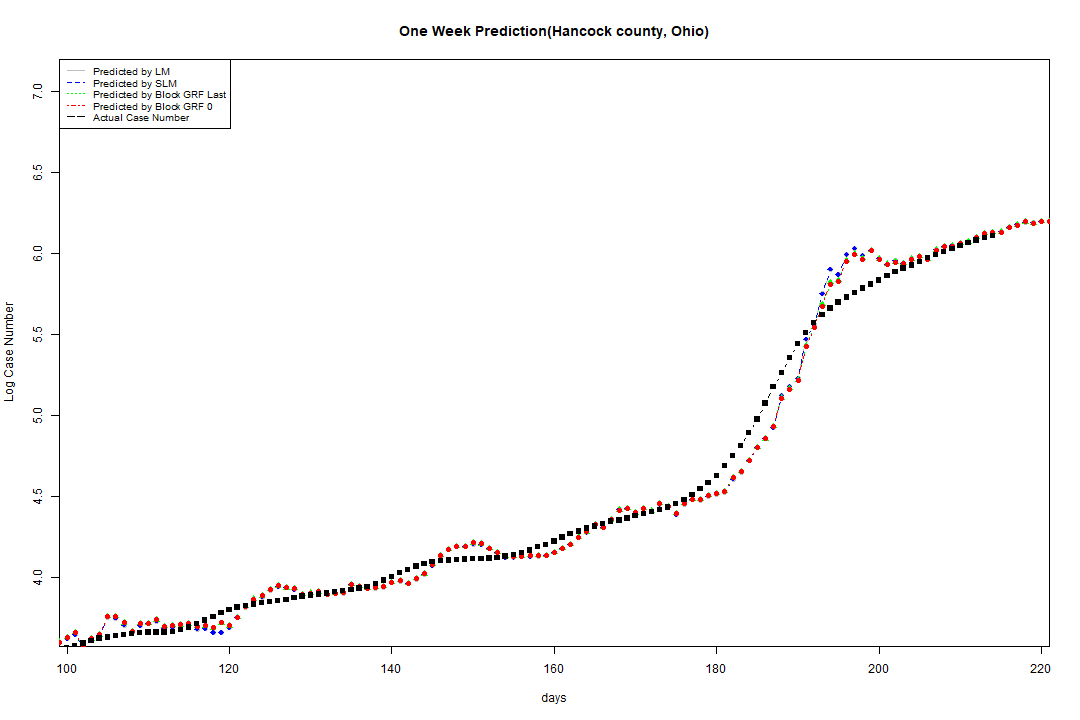 One Week Prediction(Hancock county, Ohio)
Predicted by LM
Predicted by SLM
Predicted by Block GRF Last
Predicted by Block GRF 0
Actual Case Number
7.0
6.5
6.0
5.5
5.0
4.5
4.0
Log Case Number
100 120 140 160 180 200 220
days